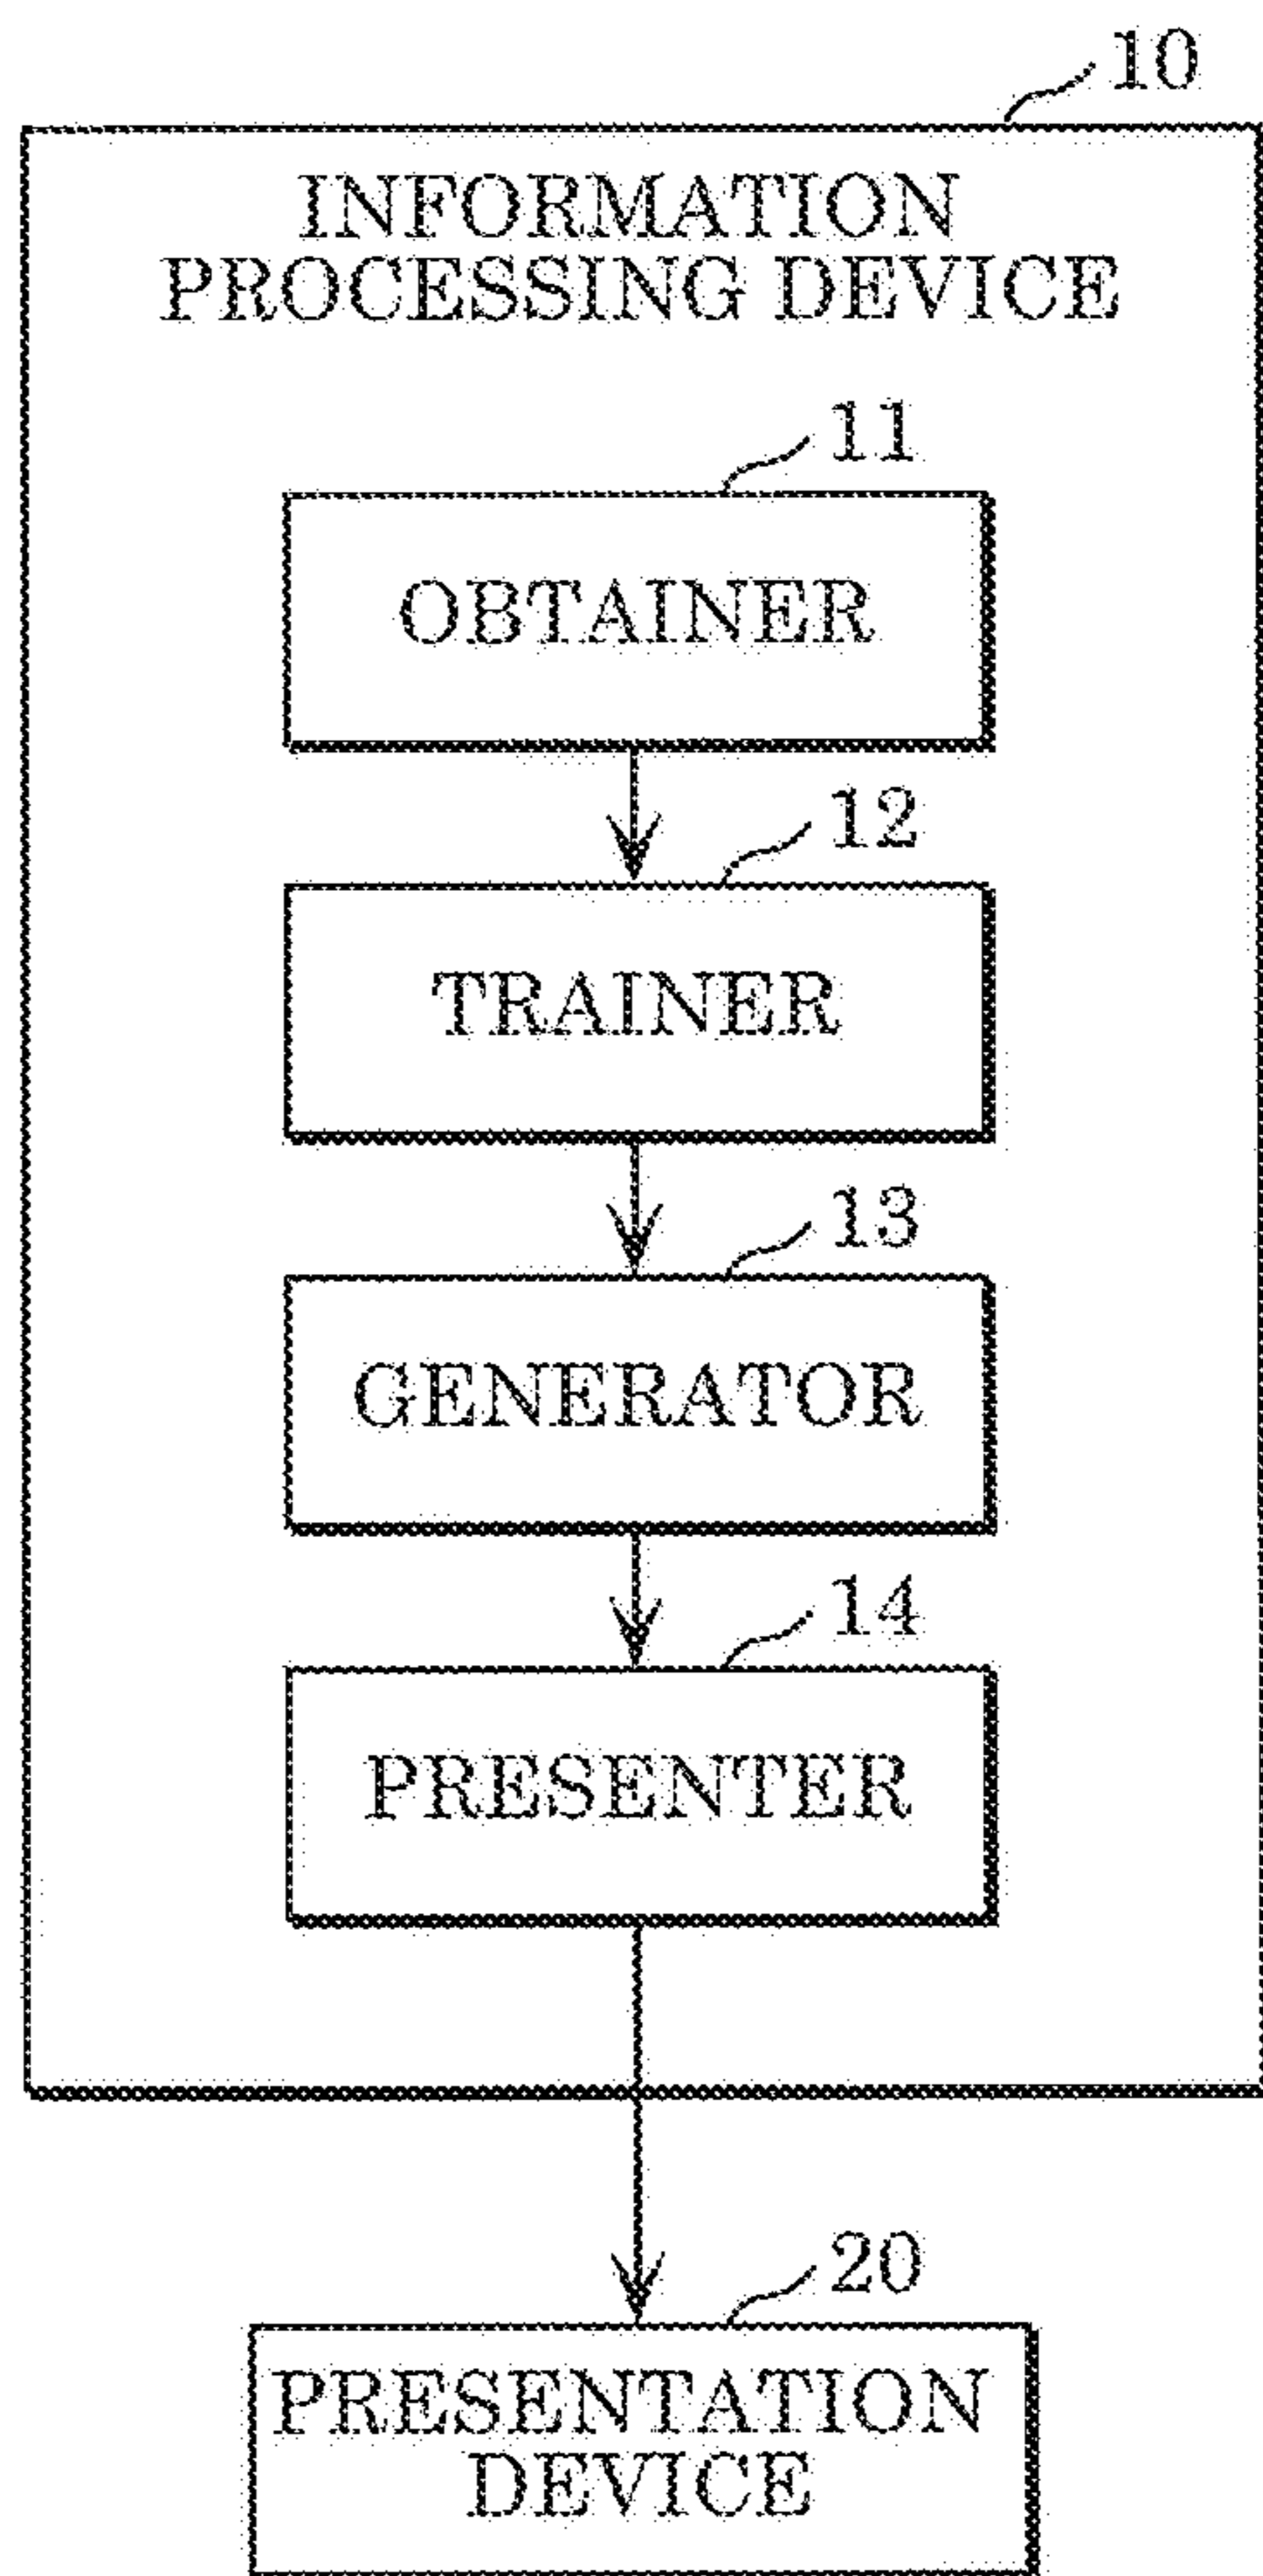 10
INFORMATION
PROCESSING DEVICE
11
OBTAINER
12
TRAINER
13
GENERATOR
14
PRESENTER
20
PRESENTATION
DEVICE